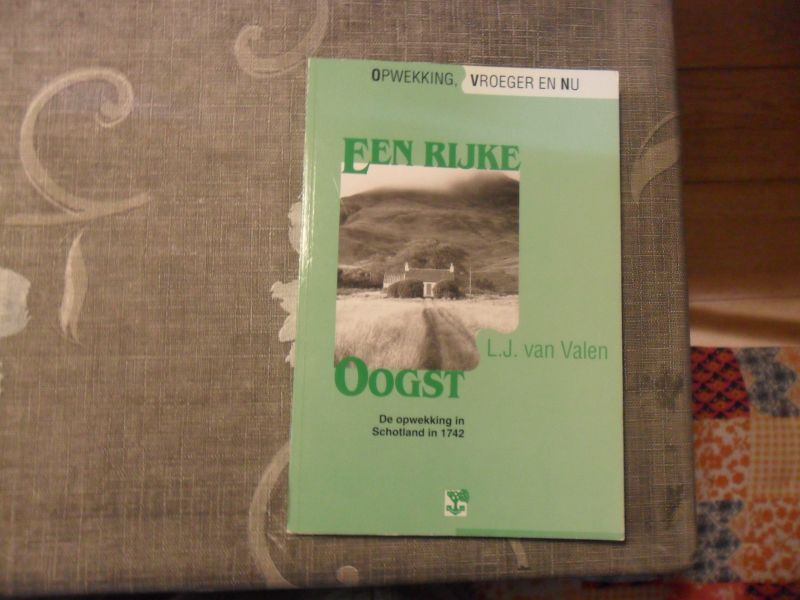 Opwekking, Vroeger en Nu
Een Rijke
Oogst
L.J. van Valen
De opwekking in
Schotland in 1742